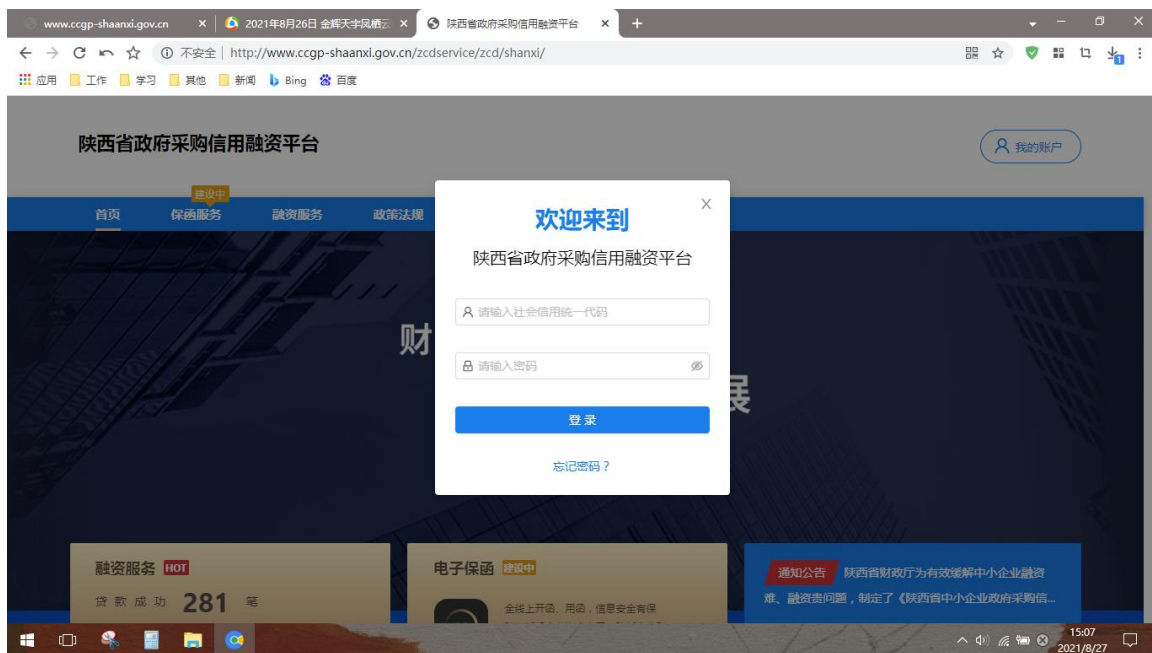 www.ccgp-shaanxi.gov.cn
2021年8月26日 金辉天宇凤栖云
陕西省政府采购信用融资平台
不安全 | http://www.ccgp-shaanxi.gov.cn/zcdservice/zcd/shanxi/
应用 工作 学习 其他 新闻 Bing 百度
陕西省政府采购信用融资平台
我的账户
建设中
首页 保函服务 融资服务 政策法规
欢迎来到
陕西省政府采购信用融资平台
请输入社会信用统一代码
财
请输入密码
展
登录
忘记密码？
融资服务 HOT
贷款成功 281 笔
电子保函 建设中
全线上开函、用函，信息安全有保
通知公告 陕西省财政厅为有效缓解中小企业融资
难、融资贵问题，制定了《陕西省中小企业政府采购信...
1
15:07
2021/8/27